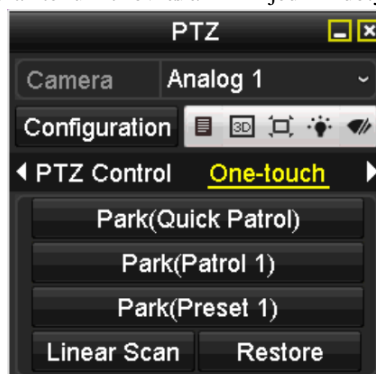 PTZ
Camera Analog 1
Configuration 3D
PTZ Control One-touch
Park(Quick Patrol)
Park(Patrol 1)
Park(Preset 1)
Linear Scan Restore